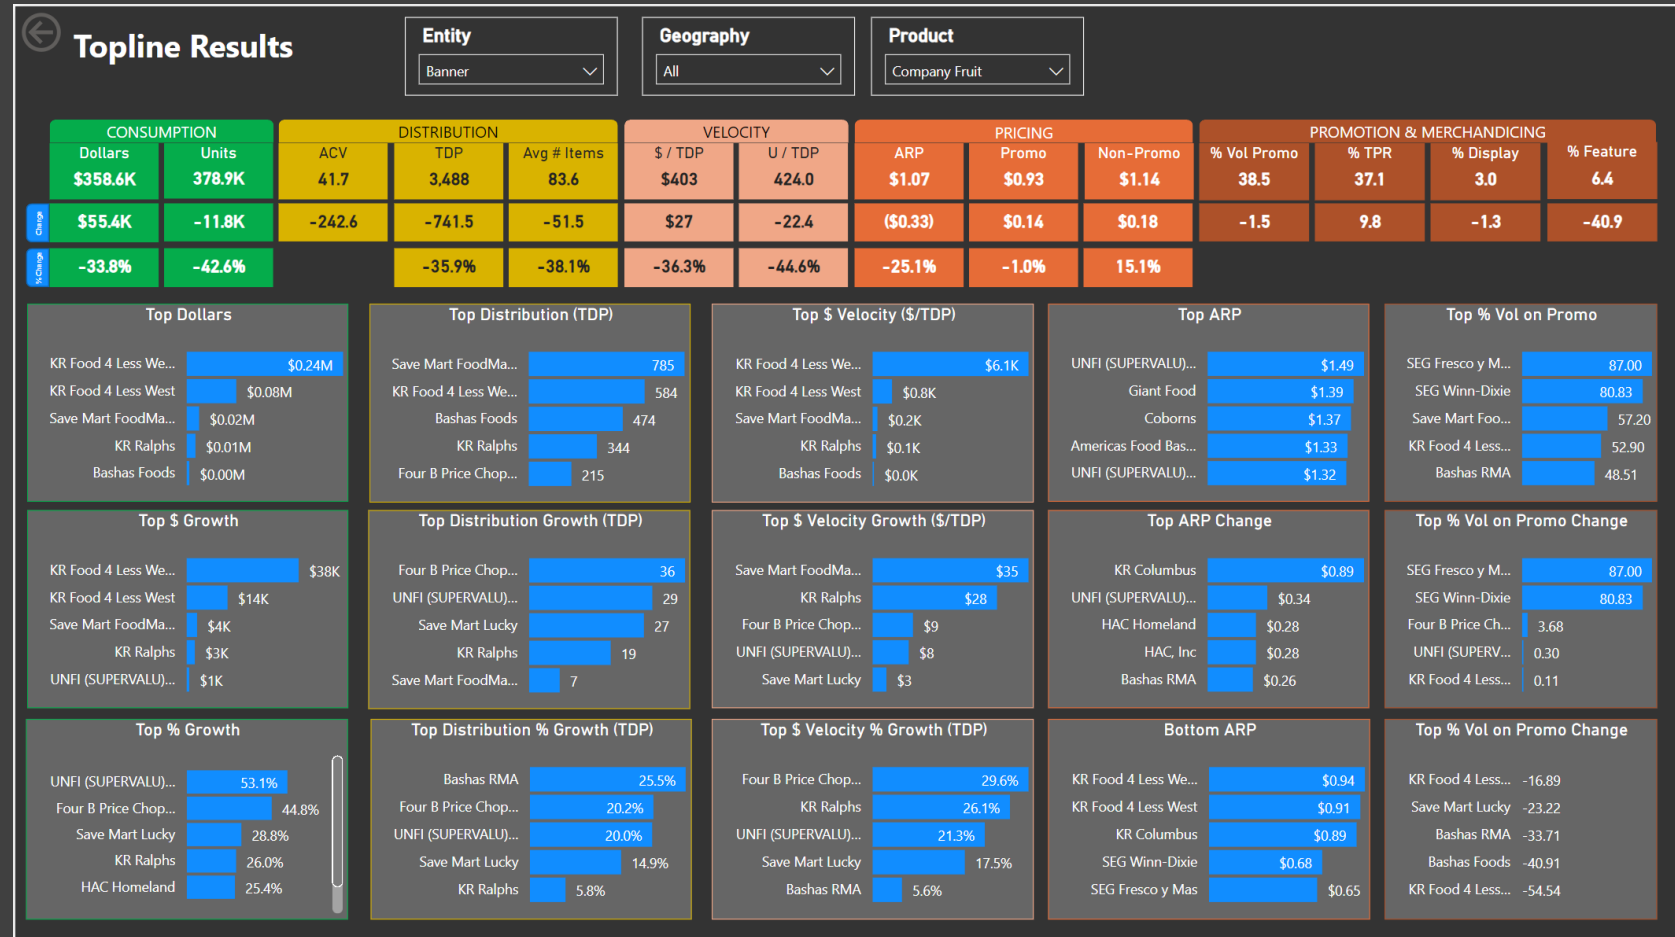 Topline Results
Entity
Banner
Geography
All
Product
Company Fruit
CONSUMPTION
DISTRIBUTION
VELOCITY
PRICING
PROMOTION & MERCHANDICING
Dollars Units ACV TDP Avg # Items $ / TDP U / TDP ARP Promo Non-Promo % Vol Promo % TPR % Display % Feature
$358.6K 378.9K 41.7 3,488 83.6 $403 424.0 $1.07 $0.93 $1.14 38.5 37.1 3.0 6.4
Change $55.4K -11.8K -242.6 -741.5 -51.5 $27 -22.4 ($0.33) $0.14 $0.18 -1.5 9.8 -1.3 -40.9
% Change -33.8% -42.6% -35.9% -38.1% -36.3% -44.6% -25.1% -1.0% 15.1%
Top Dollars
KR Food 4 Less We... $0.24M
KR Food 4 Less West $0.08M
Save Mart FoodMa... $0.02M
KR Ralphs $0.01M
Bashas Foods $0.00M
Top Distribution (TDP)
Save Mart FoodMa... 785
KR Food 4 Less We... 584
Bashas Foods 474
KR Ralphs 344
Four B Price Chop... 215
Top $ Velocity ($/TDP)
KR Food 4 Less We... $6.1K
KR Food 4 Less West $0.8K
Save Mart FoodMa... $0.2K
KR Ralphs $0.1K
Bashas Foods $0.0K
Top ARP
UNFI (SUPERVALU)... $1.49
Giant Food $1.39
Coborns $1.37
Americas Food Bas... $1.33
UNFI (SUPERVALU)... $1.32
Top % Vol on Promo
SEG Fresco y M... 87.00
SEG Winn-Dixie 80.83
Save Mart Foo... 57.20
KR Food 4 Less... 52.90
Bashas RMA 48.51
Top $ Growth
KR Food 4 Less We... $38K
KR Food 4 Less West $14K
Save Mart FoodMa... $4K
KR Ralphs $3K
UNFI (SUPERVALU)... $1K
Top Distribution Growth (TDP)
Four B Price Chop... 36
UNFI (SUPERVALU)... 29
Save Mart Lucky 27
KR Ralphs 19
Save Mart FoodMa... 7
Top $ Velocity Growth ($/TDP)
Save Mart FoodMa... $35
KR Ralphs $28
Four B Price Chop... $9
UNFI (SUPERVALU)... $8
Save Mart Lucky $3
Top ARP Change
KR Columbus $0.89
UNFI (SUPERVALU)... $0.34
HAC Homeland $0.28
HAC, Inc $0.28
Bashas RMA $0.26
Top % Vol on Promo Change
SEG Fresco y M... 87.00
SEG Winn-Dixie 80.83
Four B Price Ch... 3.68
UNFI (SUPERV... 0.30
KR Food 4 Less... 0.11
Top % Growth
UNFI (SUPERVALU)... 53.1%
Four B Price Chop... 44.8%
Save Mart Lucky 28.8%
KR Ralphs 26.0%
HAC Homeland 25.4%
Top Distribution % Growth (TDP)
Bashas RMA 25.5%
Four B Price Chop... 20.2%
UNFI (SUPERVALU)... 20.0%
Save Mart Lucky 14.9%
KR Ralphs 5.8%
Top $ Velocity % Growth (TDP)
Four B Price Chop... 29.6%
KR Ralphs 26.1%
UNFI (SUPERVALU)... 21.3%
Save Mart Lucky 17.5%
Bashas RMA 5.6%
Bottom ARP
KR Food 4 Less We... $0.94
KR Food 4 Less West $0.91
KR Columbus $0.89
SEG Winn-Dixie $0.68
SEG Fresco y Mas $0.65
Top % Vol on Promo Change
KR Food 4 Less... -16.89
Save Mart Lucky -23.22
Bashas RMA -33.71
Bashas Foods -40.91
KR Food 4 Less... -54.54